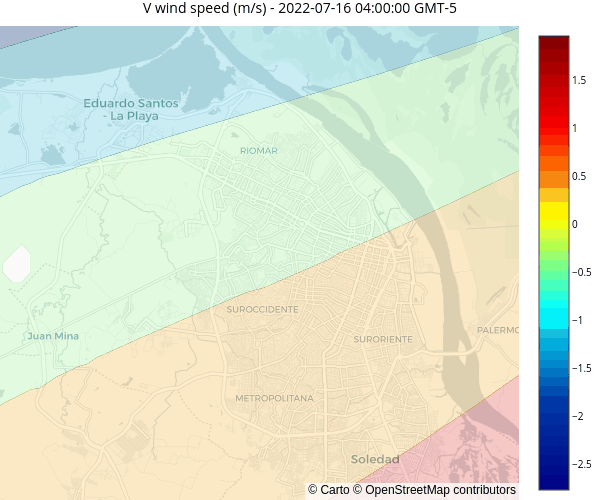 V wind speed (m/s) - 2022-07-16 04:00:00 GMT-5
Eduardo Santos
- La Playa
RIOMAR
SUROCCIDENTE
Juan Mina
SURORIENTE
PALERMO
METROPOLITANA
Soledad
© Carto © OpenStreetMap contributors
1.5
1
0.5
0
−0.5
−1
−1.5
−2
−2.5